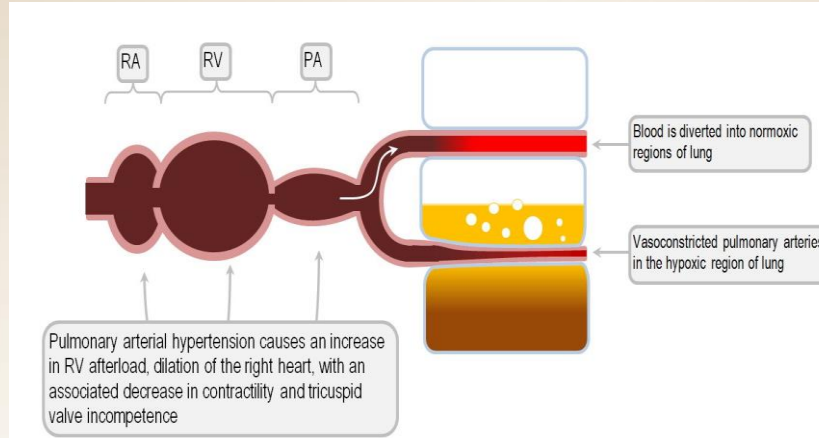 RA
RV
PA
Blood is diverted into normoxic
regions of lung
Vasoconstricted pulmonary arteries
in the hypoxic region of lung
Pulmonary arterial hypertension causes an increase
in RV afterload, dilation of the right heart, with an
associated decrease in contractility and tricuspid
valve incompetence